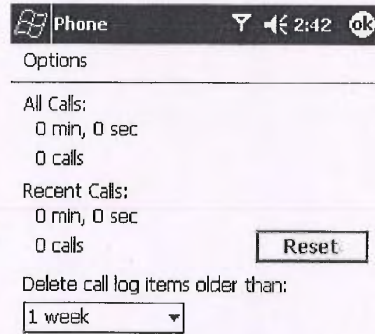 Phone 2:42 ok
Options
All Calls:
0 min, 0 sec
0 calls
Recent Calls:
0 min, 0 sec
0 calls Reset
Delete call log items older than:
1 week